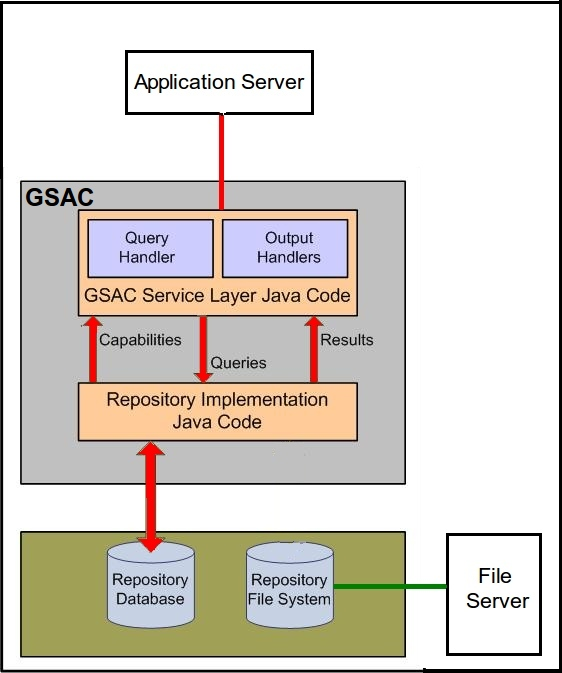 Application Server
GSAC
Query
Handler
Output
Handlers
GSAC Service Layer Java Code
Capabilities
Queries
Results
Repository Implementation
Java Code
Repository
Database
Repository
File System
File
Server